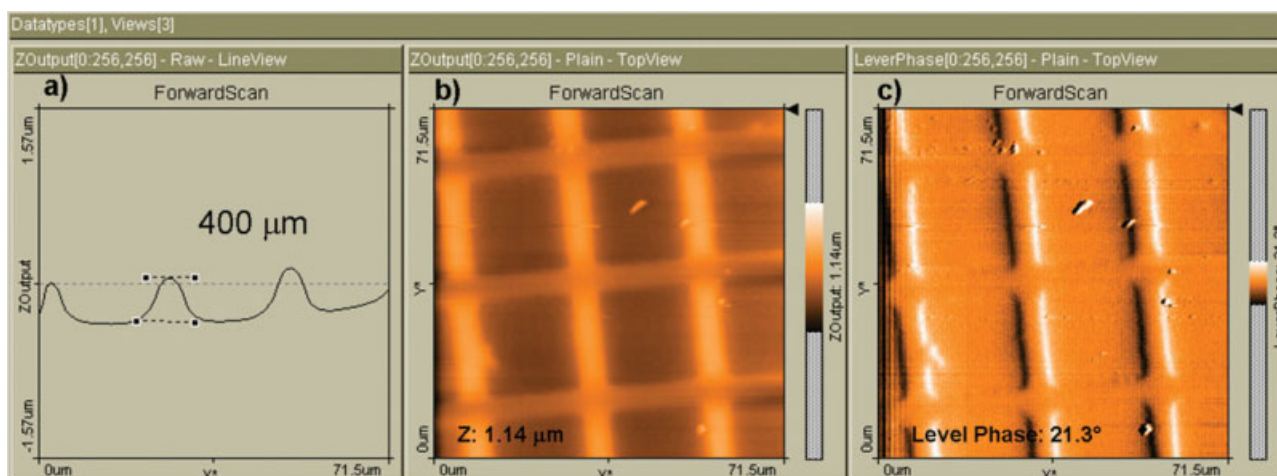 Datatypes[1], Views[3]
ZOutput[0:256,256] - Raw - LineView
a)
ForwardScan
1.57um
ZOutput
-1.57um
400 μm
0um
X*
71.5um
ZOutput[0:256,256] - Plain - TopView
b)
ForwardScan
71.5um
Y*
0um
Z: 1.14 μm
0um
X*
71.5um
ZOutput: 1.14um
LeverPhase[0:256,256] - Plain - TopView
c)
ForwardScan
71.5um
Y*
0um
Level Phase: 21.3°
0um
X*
71.5um